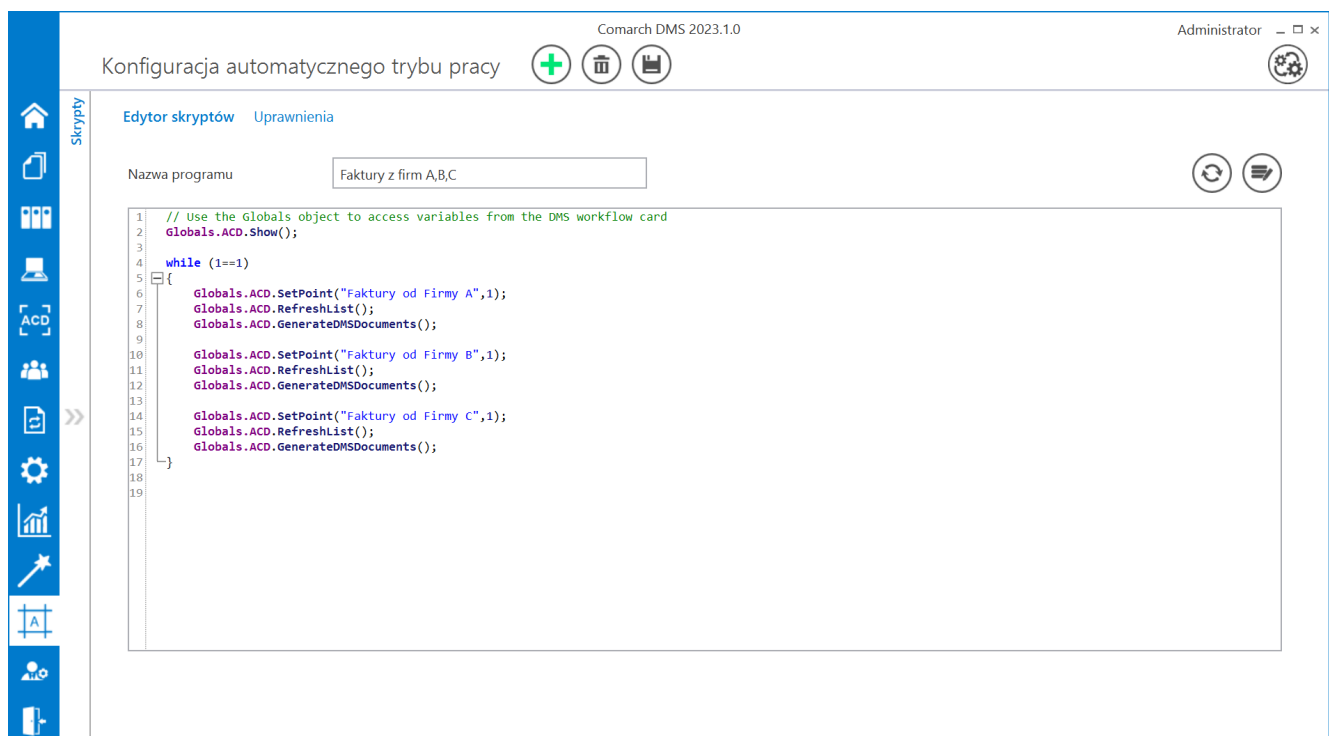 Comarch DMS 2023.1.0
Administrator
Konfiguracja automatycznego trybu pracy
Skrypty
Edytor skryptów Uprawnienia
Nazwa programu
Faktury z firm A,B,C
1 // Use the Globals object to access variables from the DMS workflow card
2 Globals.ACD.Show();
3
4 while (1==1)
5 {
6 Globals.ACD.SetPoint("Faktury od Firmy A",1);
7 Globals.ACD.RefreshList();
8 Globals.ACD.GenerateDMSDocuments();
9
10 Globals.ACD.SetPoint("Faktury od Firmy B",1);
11 Globals.ACD.RefreshList();
12 Globals.ACD.GenerateDMSDocuments();
13
14 Globals.ACD.SetPoint("Faktury od Firmy C",1);
15 Globals.ACD.RefreshList();
16 Globals.ACD.GenerateDMSDocuments();
17 }
18
19
ACD
A